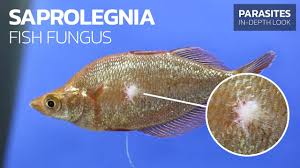 SAPROLEGNIA
FISH FUNGUS
PARASITES
IN-DEPTH LOOK